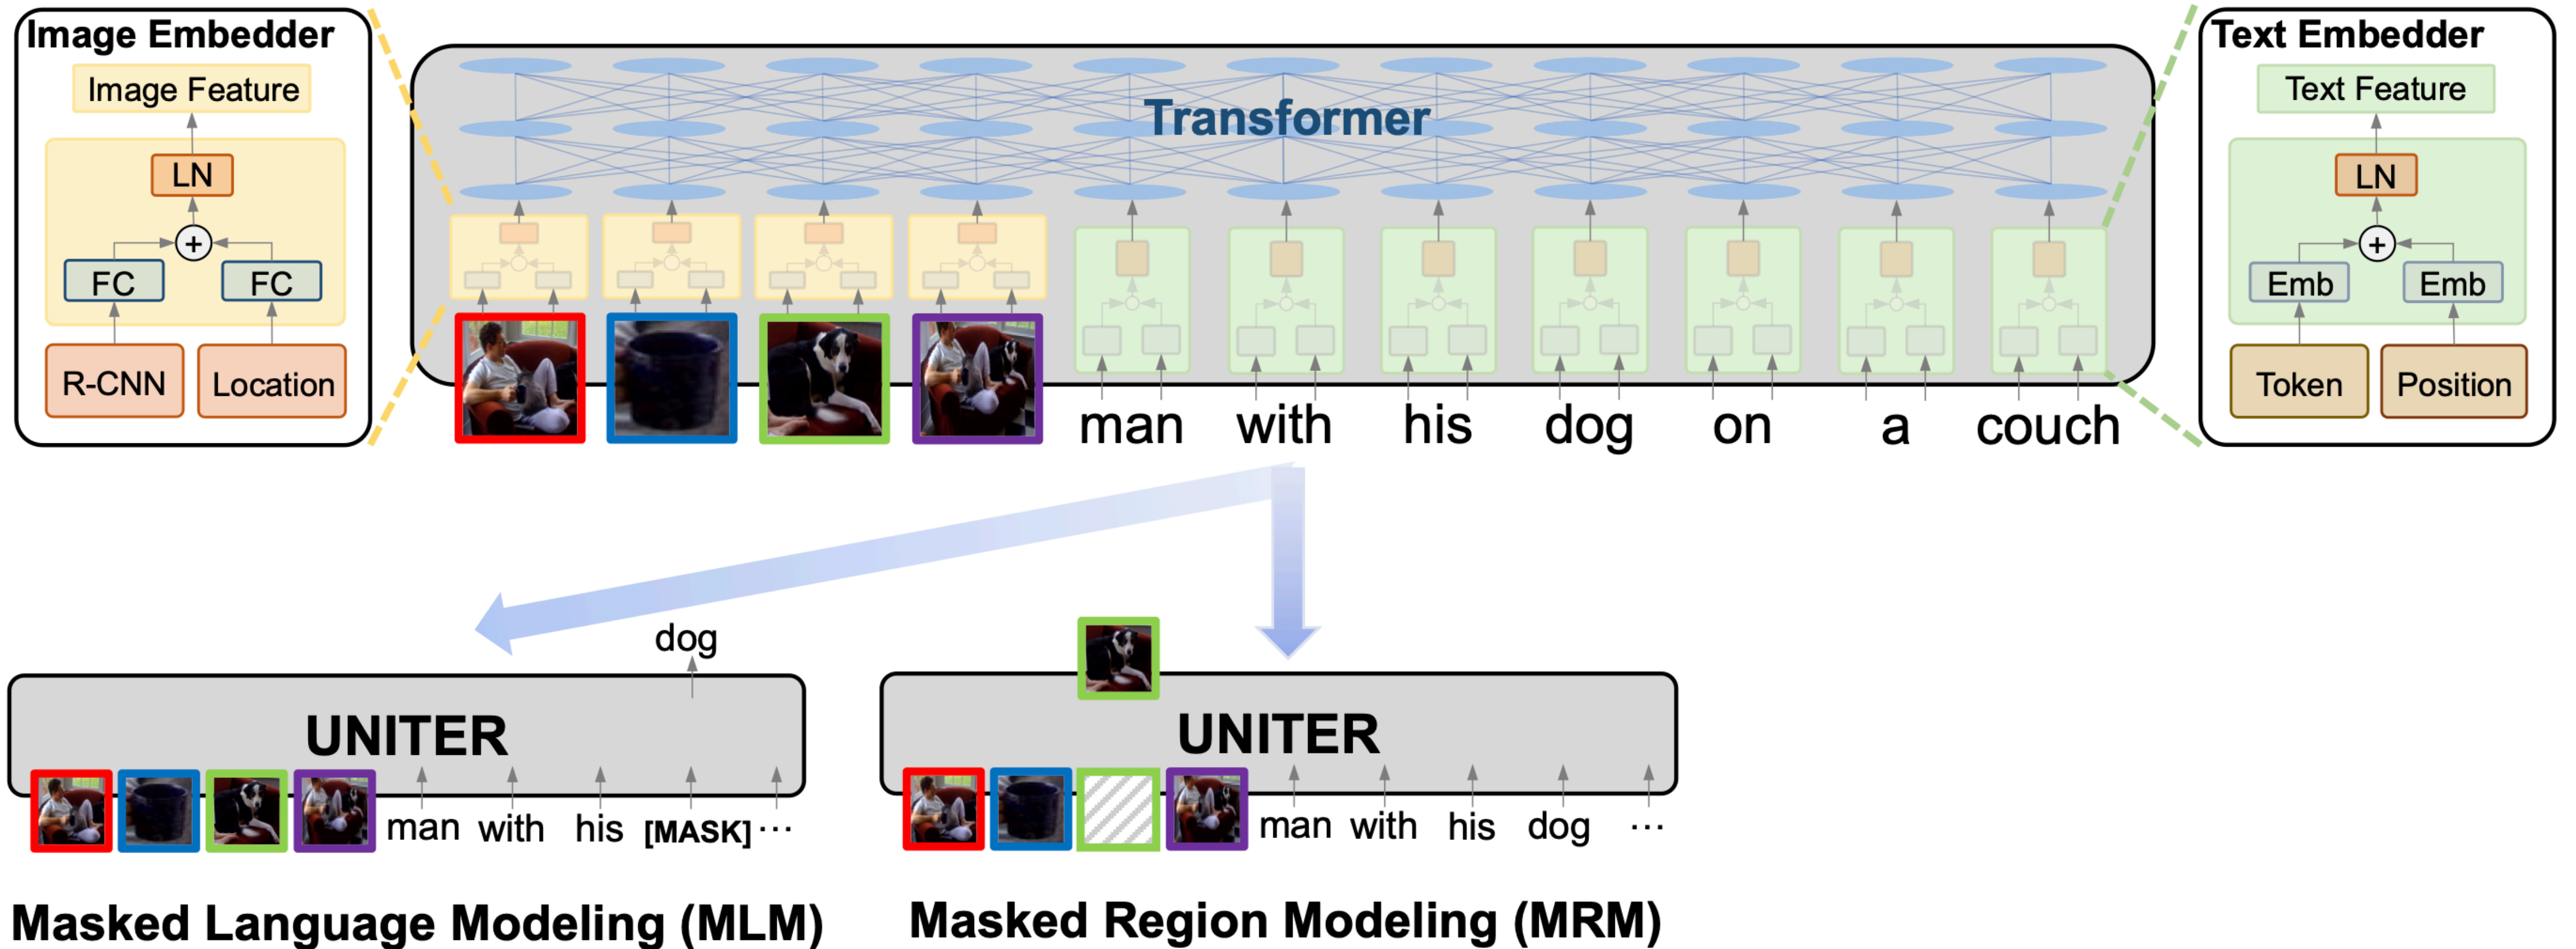 Image Embedder
Image Feature
LN
+
FC
FC
R-CNN
Location
Transformer
man with his dog on a couch
Text Embedder
Text Feature
LN
+
Emb
Emb
Token
Position
dog
UNITER
man with his [MASK] ...
Masked Language Modeling (MLM)
UNITER
man with his dog ...
Masked Region Modeling (MRM)